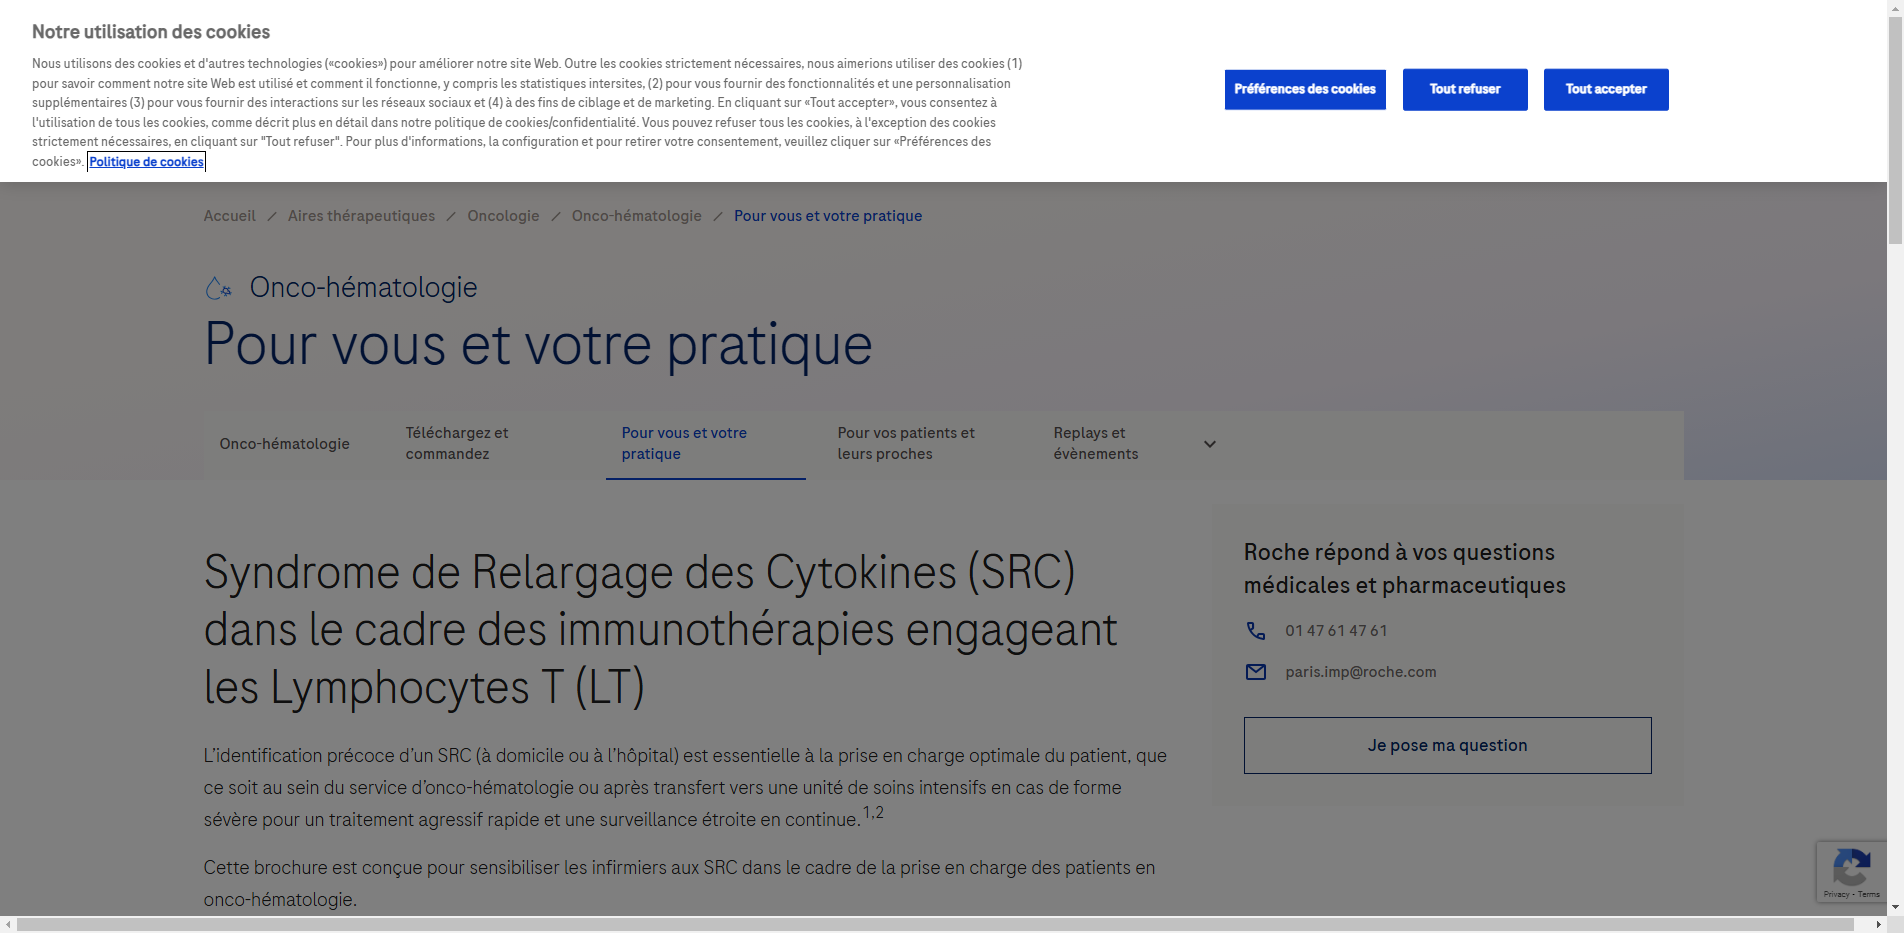 Notre utilisation des cookies
Nous utilisons des cookies et d'autres technologies («cookies») pour améliorer notre site Web. Outre les cookies strictement nécessaires, nous aimerions utiliser des cookies (1)
pour savoir comment notre site Web est utilisé et comment il fonctionne, y compris les statistiques intersites, (2) pour vous fournir des fonctionnalités et une personnalisation
supplémentaires (3) pour vous fournir des interactions sur les réseaux sociaux et (4) à des fins de ciblage et de marketing. En cliquant sur «Tout accepter», vous consentez à
l'utilisation de tous les cookies, comme décrit plus en détail dans notre politique de cookies/confidentialité. Vous pouvez refuser tous les cookies, à l'exception des cookies
strictement nécessaires, en cliquant sur "Tout refuser". Pour plus d'informations, la configuration et pour retirer votre consentement, veuillez cliquer sur «Préférences des
cookies». Politique de cookies
Préférences des cookies
Tout refuser
Tout accepter
Accueil / Aires thérapeutiques / Oncologie / Onco-hématologie / Pour vous et votre pratique
Onco-hématologie
Pour vous et votre pratique
Onco-hématologie
Téléchargez et
commandez
Pour vous et votre
pratique
Pour vos patients et
leurs proches
Replays et
évènements
Syndrome de Relargage des Cytokines (SRC)
dans le cadre des immunothérapies engageant
les Lymphocytes T (LT)
L’identification précoce d’un SRC (à domicile ou à l’hôpital) est essentielle à la prise en charge optimale du patient, que
ce soit au sein du service d’onco-hématologie ou après transfert vers une unité de soins intensifs en cas de forme
sévère pour un traitement agressif rapide et une surveillance étroite en continue.1,2
Cette brochure est conçue pour sensibiliser les infirmiers aux SRC dans le cadre de la prise en charge des patients en
onco-hématologie.
Roche répond à vos questions
médicales et pharmaceutiques
01 47 61 47 61
paris.imp@roche.com
Je pose ma question
Privacy - Terms